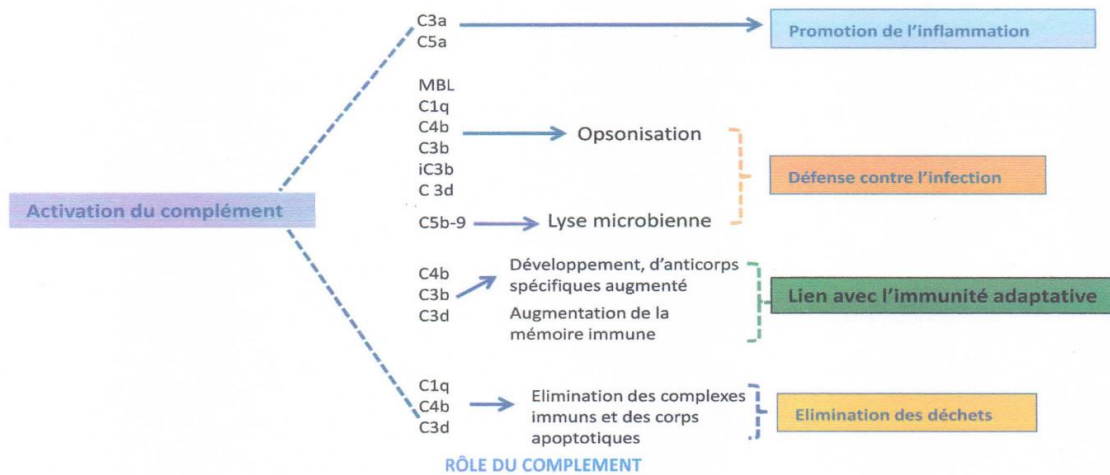 C3a
C5a
Promotion de l'inflammation
MBL
C1q
C4b
C3b
iC3b
C 3d
Opsonisation
Défense contre l'infection
Activation du complément
C5b-9
Lyse microbienne
C4b
C3b
C3d
Développement, d'anticorps
spécifiques augmenté
Augmentation de la
mémoire immune
Lien avec l'immunité adaptative
C1q
C4b
C3d
Elimination des complexes
immuns et des corps
apoptotiques
Elimination des déchets
RÔLE DU COMPLEMENT